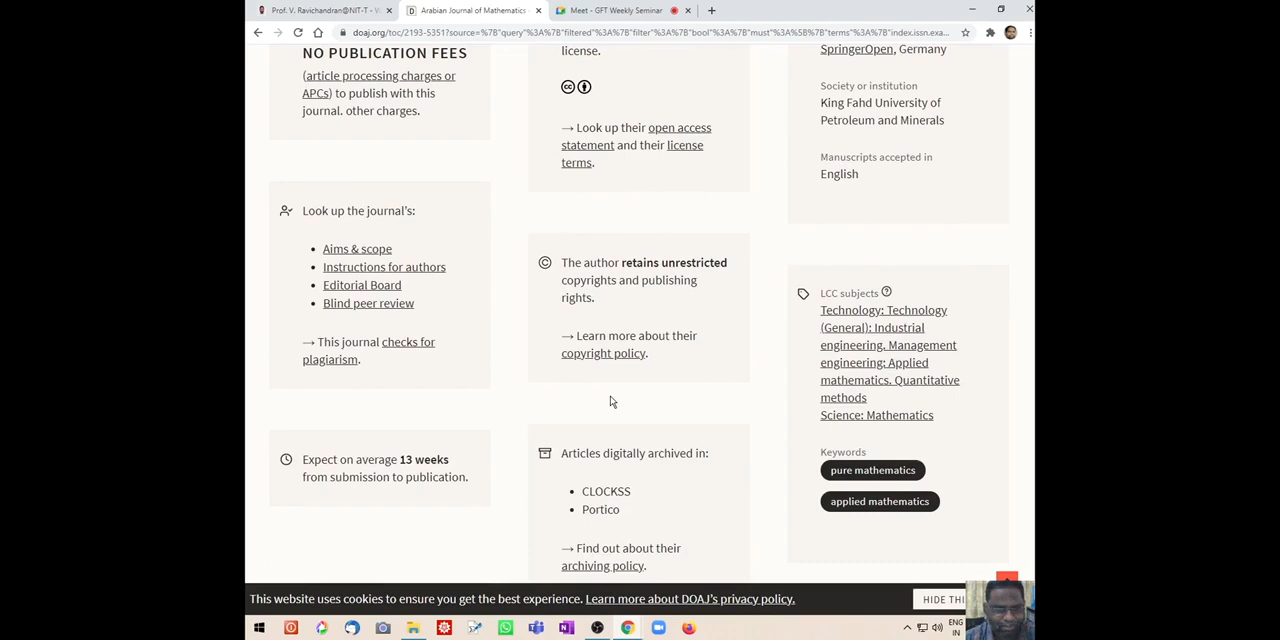 Prof. V. Ravichandran@NIT-T - W
Arabian Journal of Mathematics
Meet - GFT Weekly Seminar
doaj.org/toc/2193-5351?source=%7B"query"%3A%7B"filtered"%3A%7B"filter"%3A%7B"bool"%3A%7B"must"%3A%5B%7B"terms"%3A%7B"index.issn.exa...
NO PUBLICATION FEES
(article processing charges or
APCs) to publish with this
journal. other charges.
Look up the journal's:
• Aims & scope
• Instructions for authors
• Editorial Board
• Blind peer review
→ This journal checks for
plagiarism.
Expect on average 13 weeks
from submission to publication.
license.
cc
→ Look up their open access
statement and their license
terms.
© The author retains unrestricted
copyrights and publishing
rights.
→ Learn more about their
copyright policy.
Articles digitally archived in:
• CLOCKSS
• Portico
→ Find out about their
archiving policy.
SpringerOpen, Germany
Society or institution
King Fahd University of
Petroleum and Minerals
Manuscripts accepted in
English
LCC subjects ?
Technology: Technology
(General): Industrial
engineering. Management
engineering: Applied
mathematics. Quantitative
methods
Science: Mathematics
Keywords
pure mathematics
applied mathematics
This website uses cookies to ensure you get the best experience. Learn more about DOAJ's privacy policy.
HIDE THI
ENG
IN